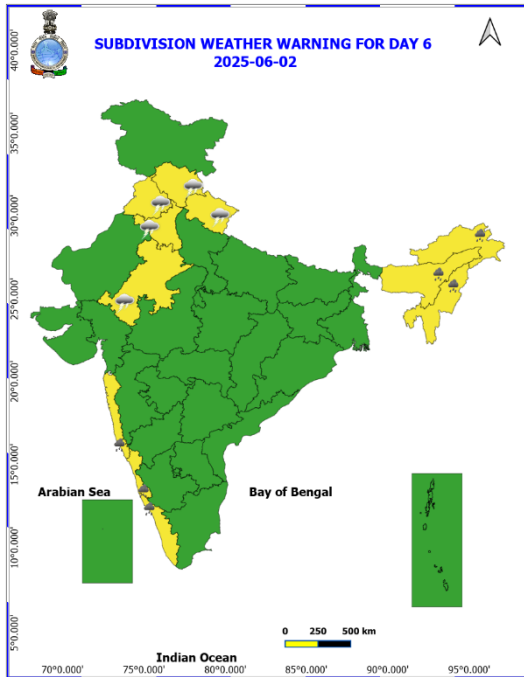 SUBDIVISION WEATHER WARNING FOR DAY 6
2025-06-02
40°0.000'
35°0.000'
30°0.000'
25°0.000'
20°0.000'
15°0.000'
10°0.000'
5°0.000'
Arabian Sea
Bay of Bengal
0 250 500 km
Indian Ocean
70°0.000' 75°0.000' 80°0.000' 85°0.000' 90°0.000' 95°0.000'